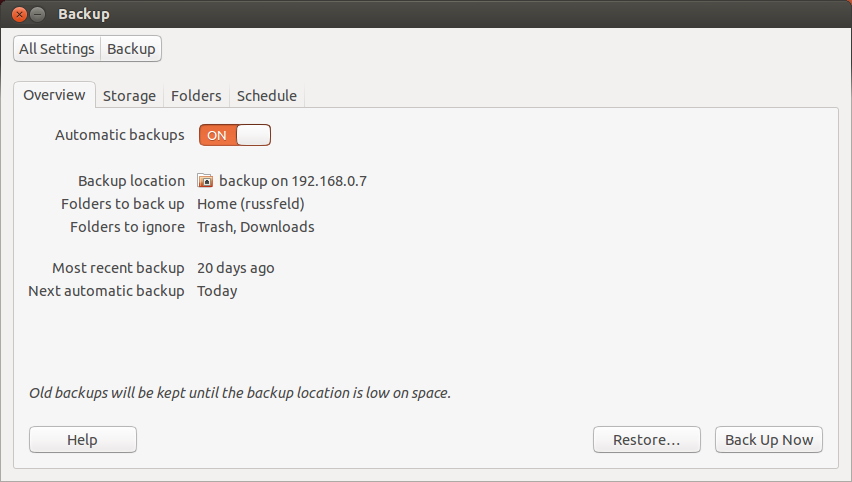 Backup
All Settings Backup
Overview Storage Folders Schedule
Automatic backups ON
Backup location backup on 192.168.0.7
Folders to back up Home (russfeld)
Folders to ignore Trash, Downloads
Most recent backup 20 days ago
Next automatic backup Today
Old backups will be kept until the backup location is low on space.
Help Restore... Back Up Now